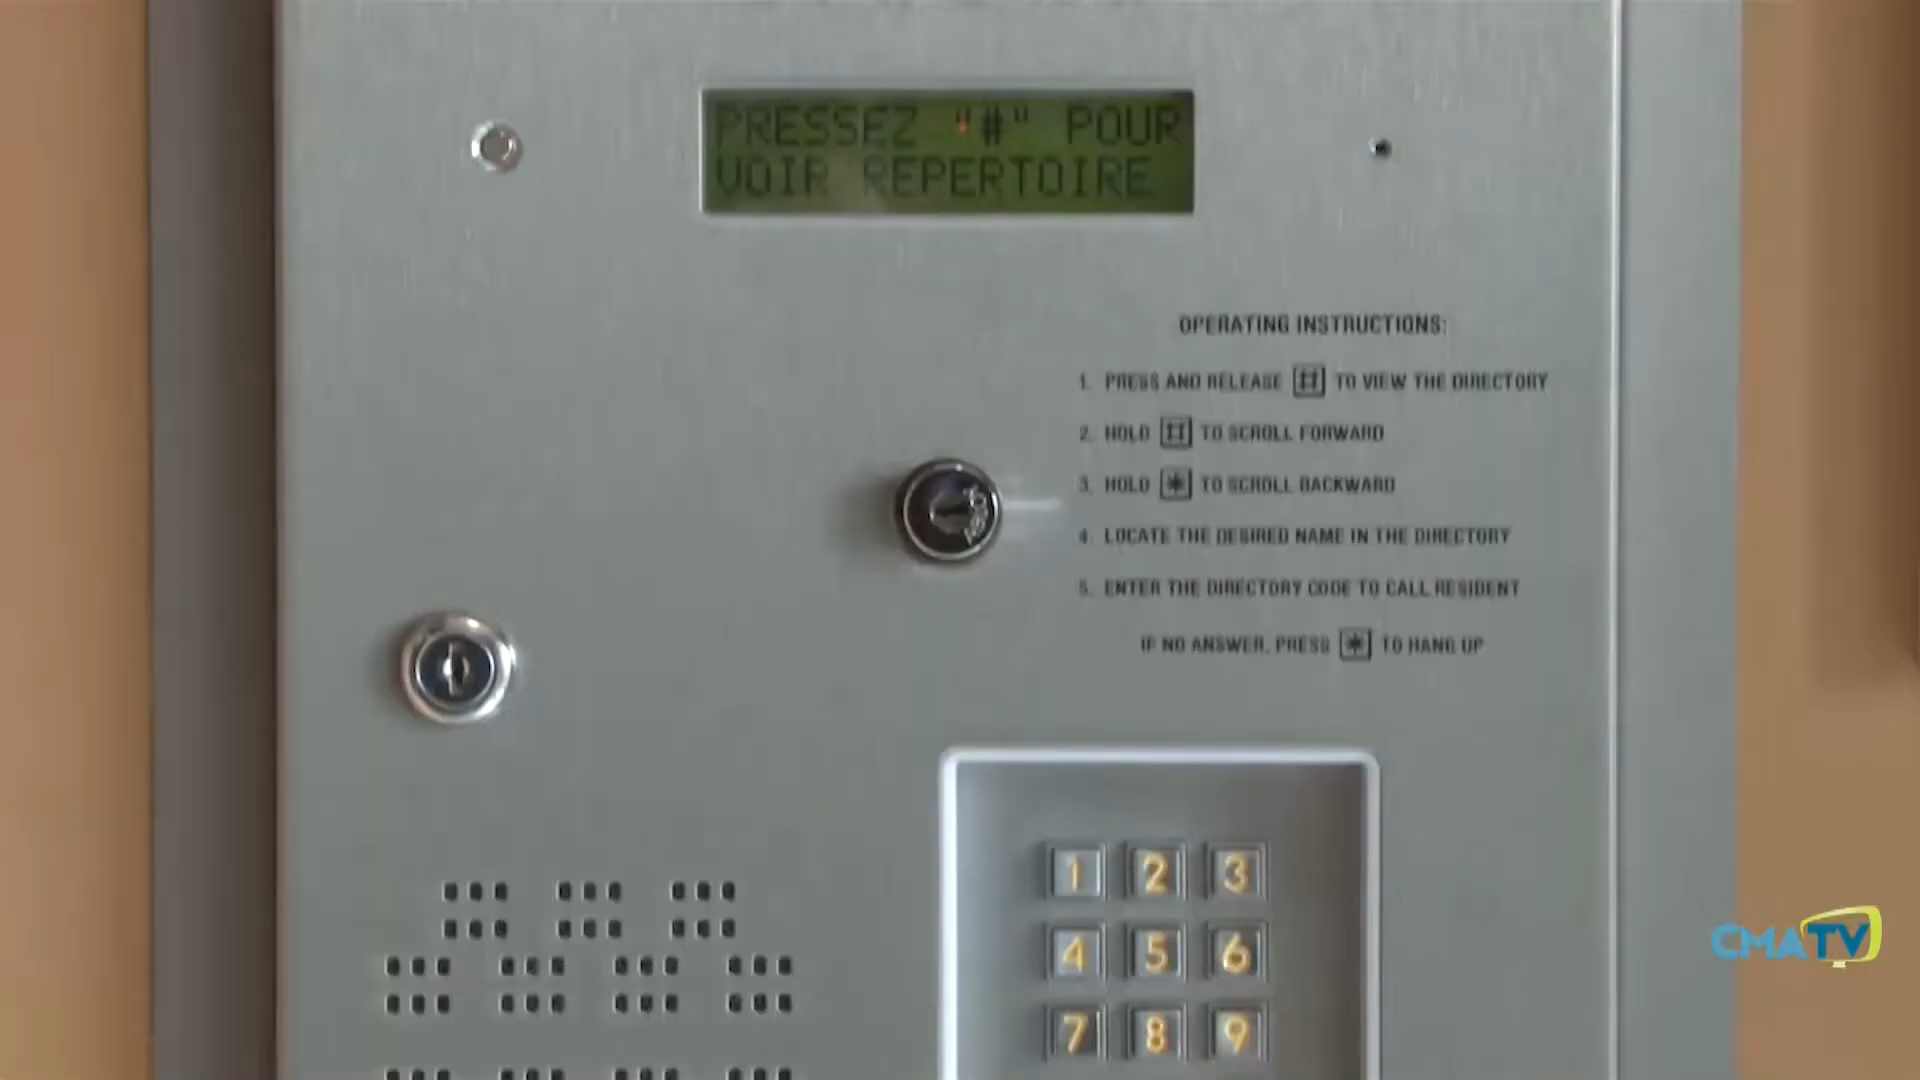 PRESSEZ "#" POUR
VOIR REPERTOIRE
OPERATING INSTRUCTIONS:
1. PRESS AND RELEASE # TO VIEW THE DIRECTORY
2. HOLD # TO SCROLL FORWARD
3. HOLD * TO SCROLL BACKWARD
4. LOCATE THE DESIRED NAME IN THE DIRECTORY
5. ENTER THE DIRECTORY CODE TO CALL RESIDENT
IF NO ANSWER, PRESS * TO HANG UP
1 2 3
4 5 6
7 8 9
CMATV